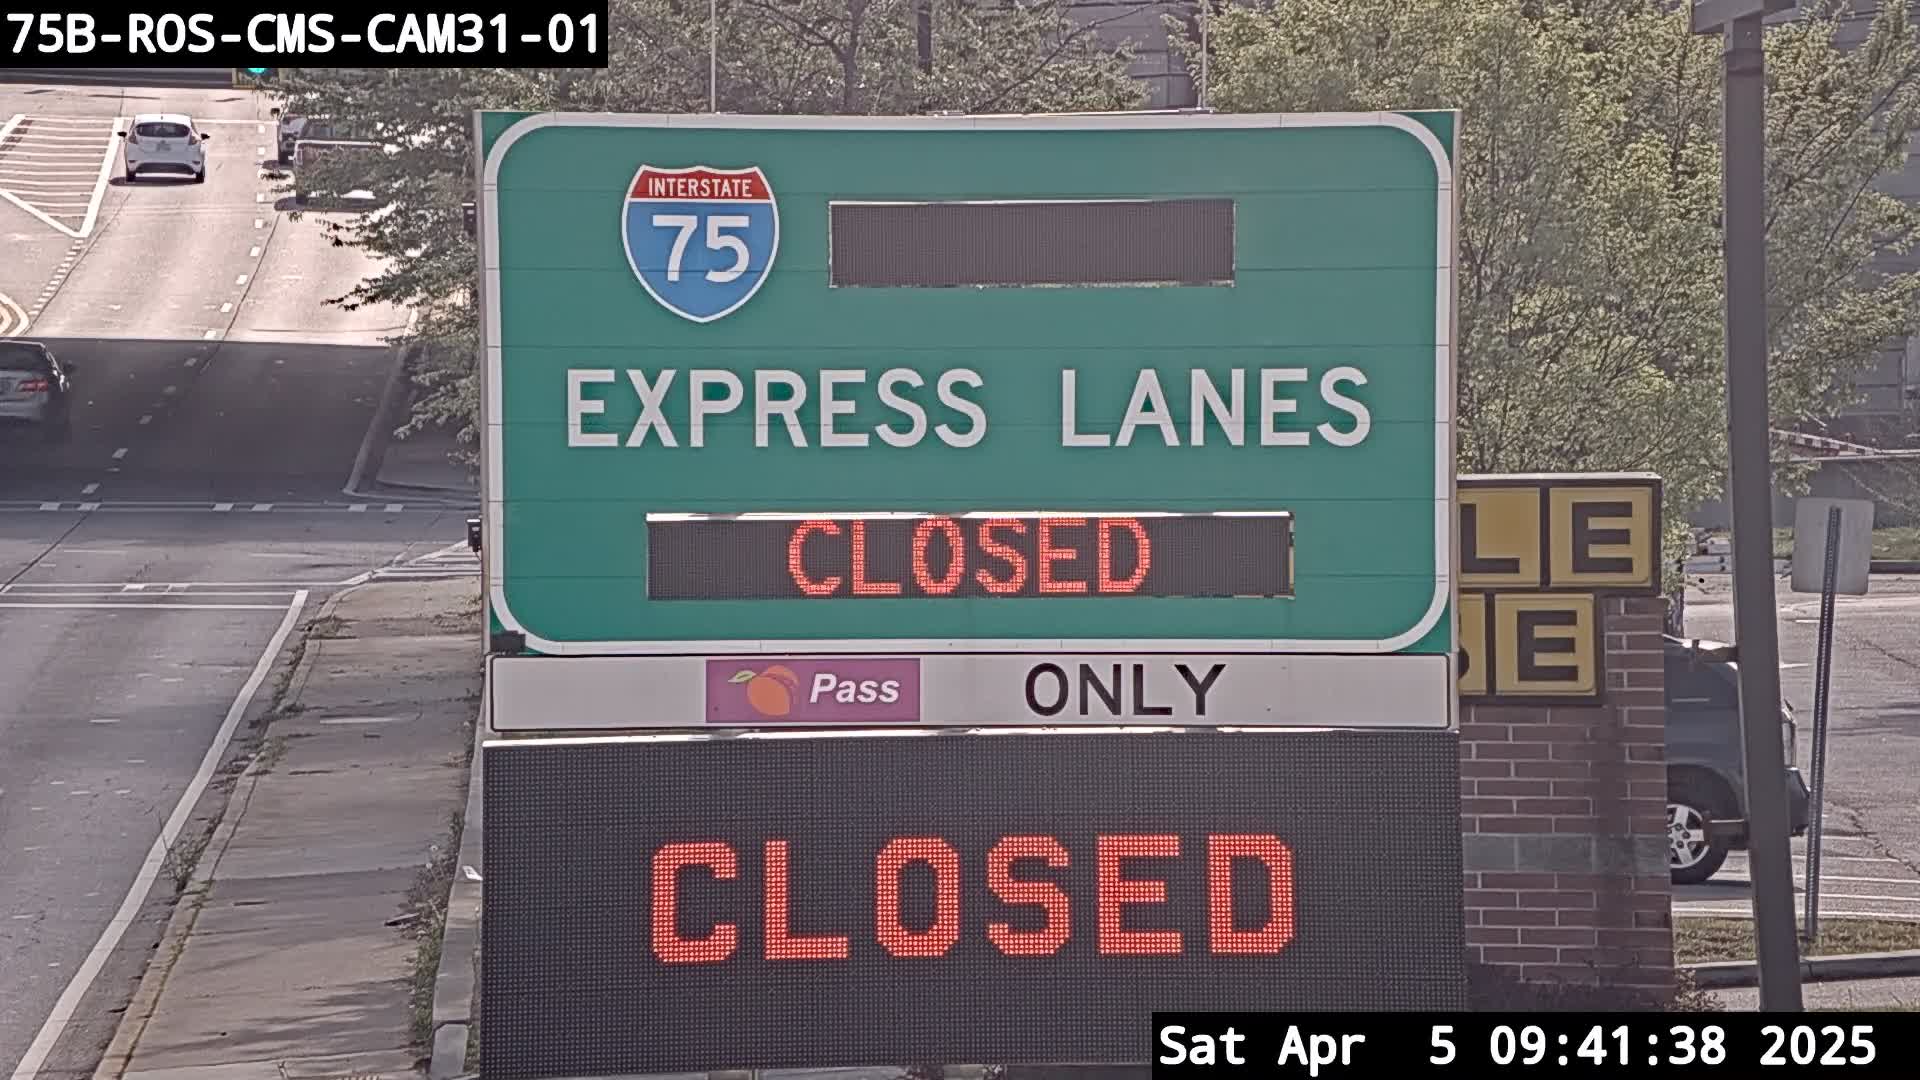 75B-ROS-CMS-CAM31-01
INTERSTATE
75
EXPRESS LANES
CLOSED
Pass ONLY
CLOSED
LE
E
Sat Apr 5 09:41:38 2025